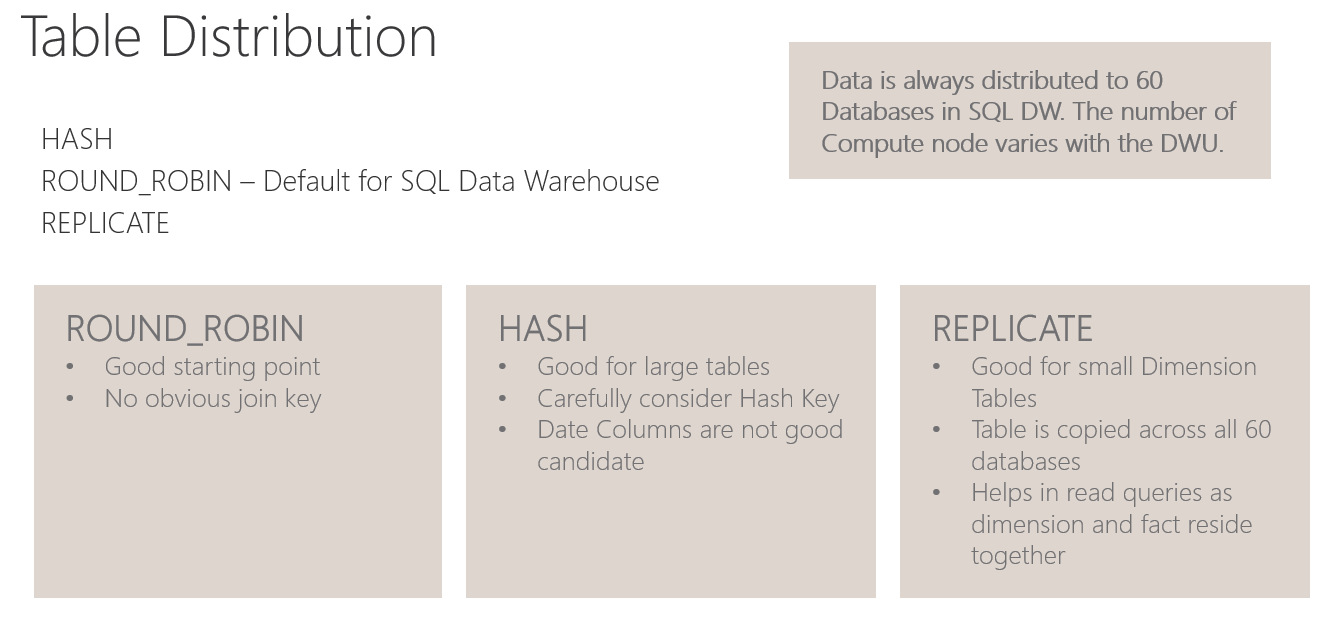 Table Distribution
Data is always distributed to 60
Databases in SQL DW. The number of
Compute node varies with the DWU.
HASH
ROUND_ROBIN – Default for SQL Data Warehouse
REPLICATE
ROUND_ROBIN
• Good starting point
• No obvious join key
HASH
• Good for large tables
• Carefully consider Hash Key
• Date Columns are not good
candidate
REPLICATE
• Good for small Dimension
Tables
• Table is copied across all 60
databases
• Helps in read queries as
dimension and fact reside
together